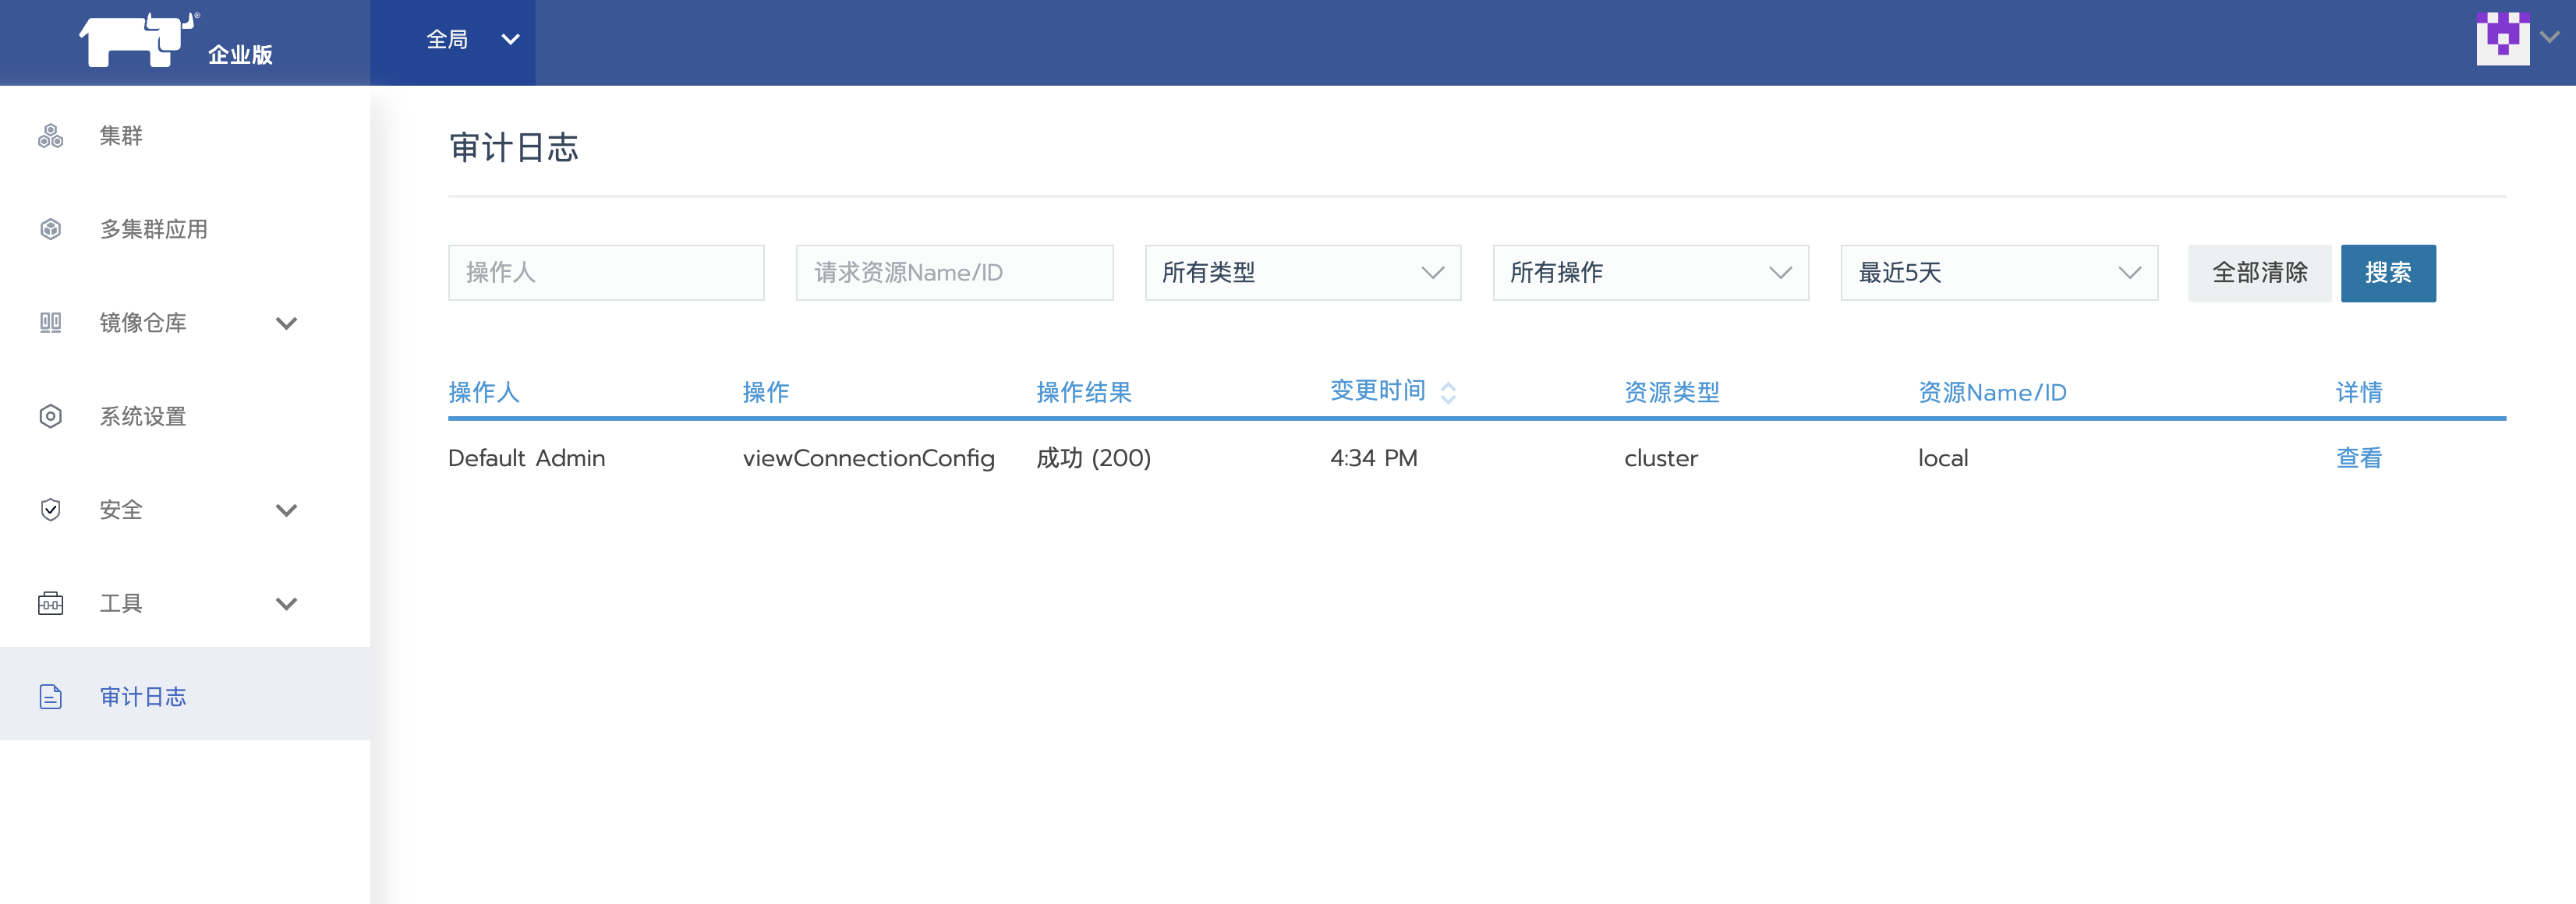 企业版
全局
集群
多集群应用
镜像仓库
系统设置
安全
工具
审计日志
审计日志
操作人 请求资源Name/ID 所有类型 所有操作 最近5天 全部清除 搜索
操作人 操作 操作结果 变更时间 资源类型 资源Name/ID 详情
Default Admin viewConnectionConfig 成功 (200) 4:34 PM cluster local 查看